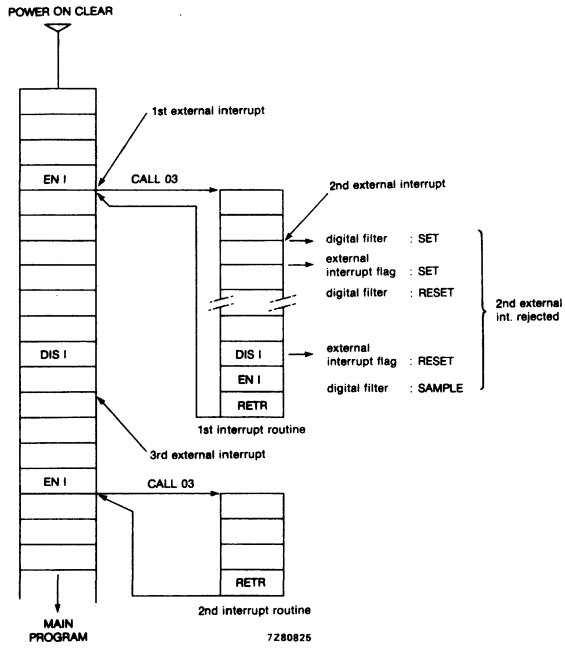 POWER ON CLEAR
1st external interrupt
EN I
CALL 03
2nd external interrupt
digital filter : SET
external
interrupt flag : SET
digital filter : RESET
2nd external
int. rejected
DIS I
DIS I
external
interrupt flag : RESET
EN I
digital filter : SAMPLE
RETR
1st interrupt routine
3rd external interrupt
EN I
CALL 03
RETR
2nd interrupt routine
MAIN
PROGRAM
7Z80825